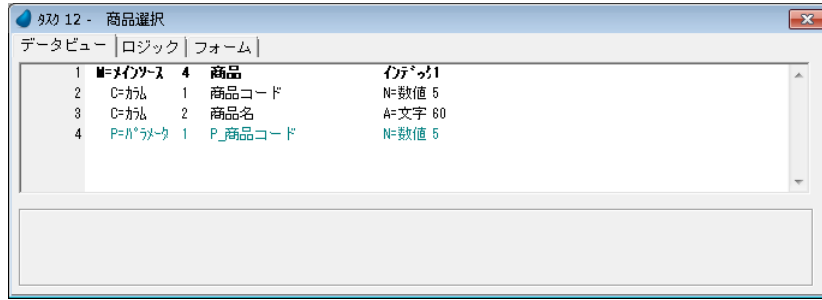 ﾀｽｸ 12 - 商品選択
データビュー ロジック フォーム
1 M=ﾒｲﾝｿｰｽ 4 商品 ｲﾝﾃﾞｯｸｽ1
2 C=ｶﾗﾑ 1 商品コード N=数値 5
3 C=ｶﾗﾑ 2 商品名 A=文字 60
4 P=ﾊﾟﾗﾒｰﾀ 1 P_商品コード N=数値 5